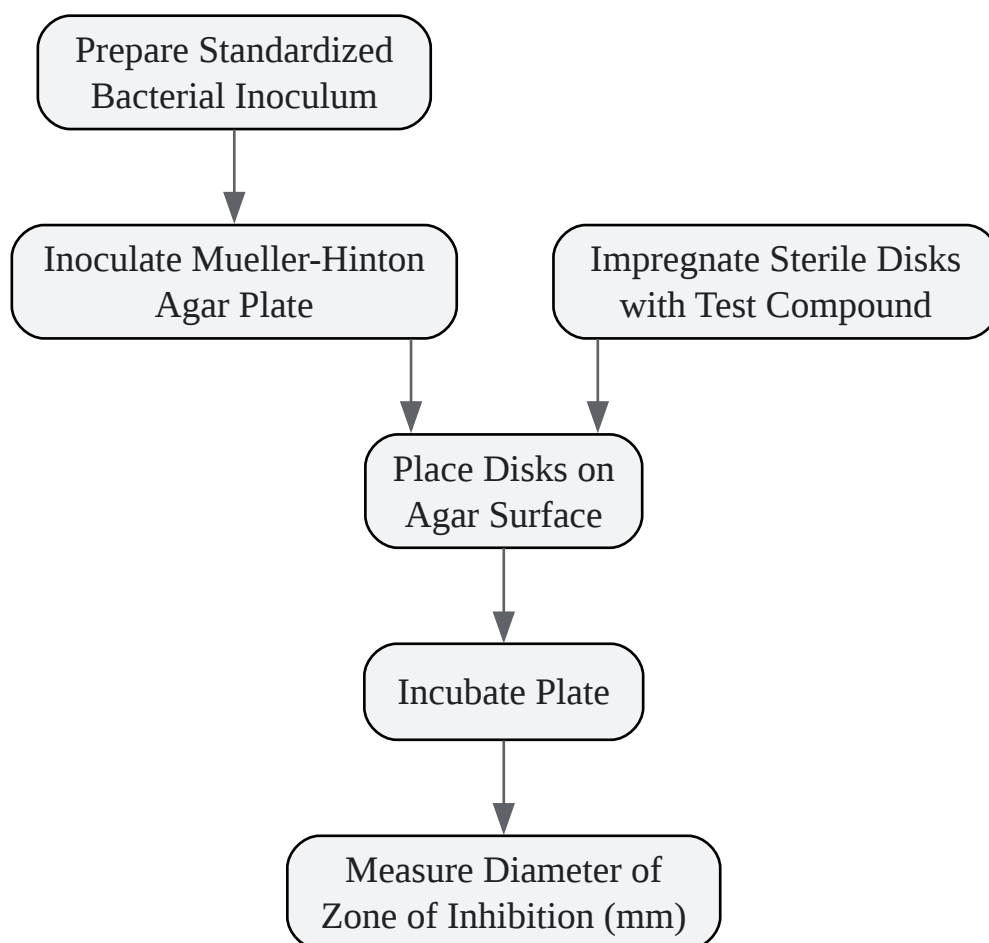 Prepare Standardized
Bacterial Inoculum
Inoculate Mueller-Hinton
Agar Plate
Impregnate Sterile Disks
with Test Compound
Place Disks on
Agar Surface
Incubate Plate
Measure Diameter of
Zone of Inhibition (mm)